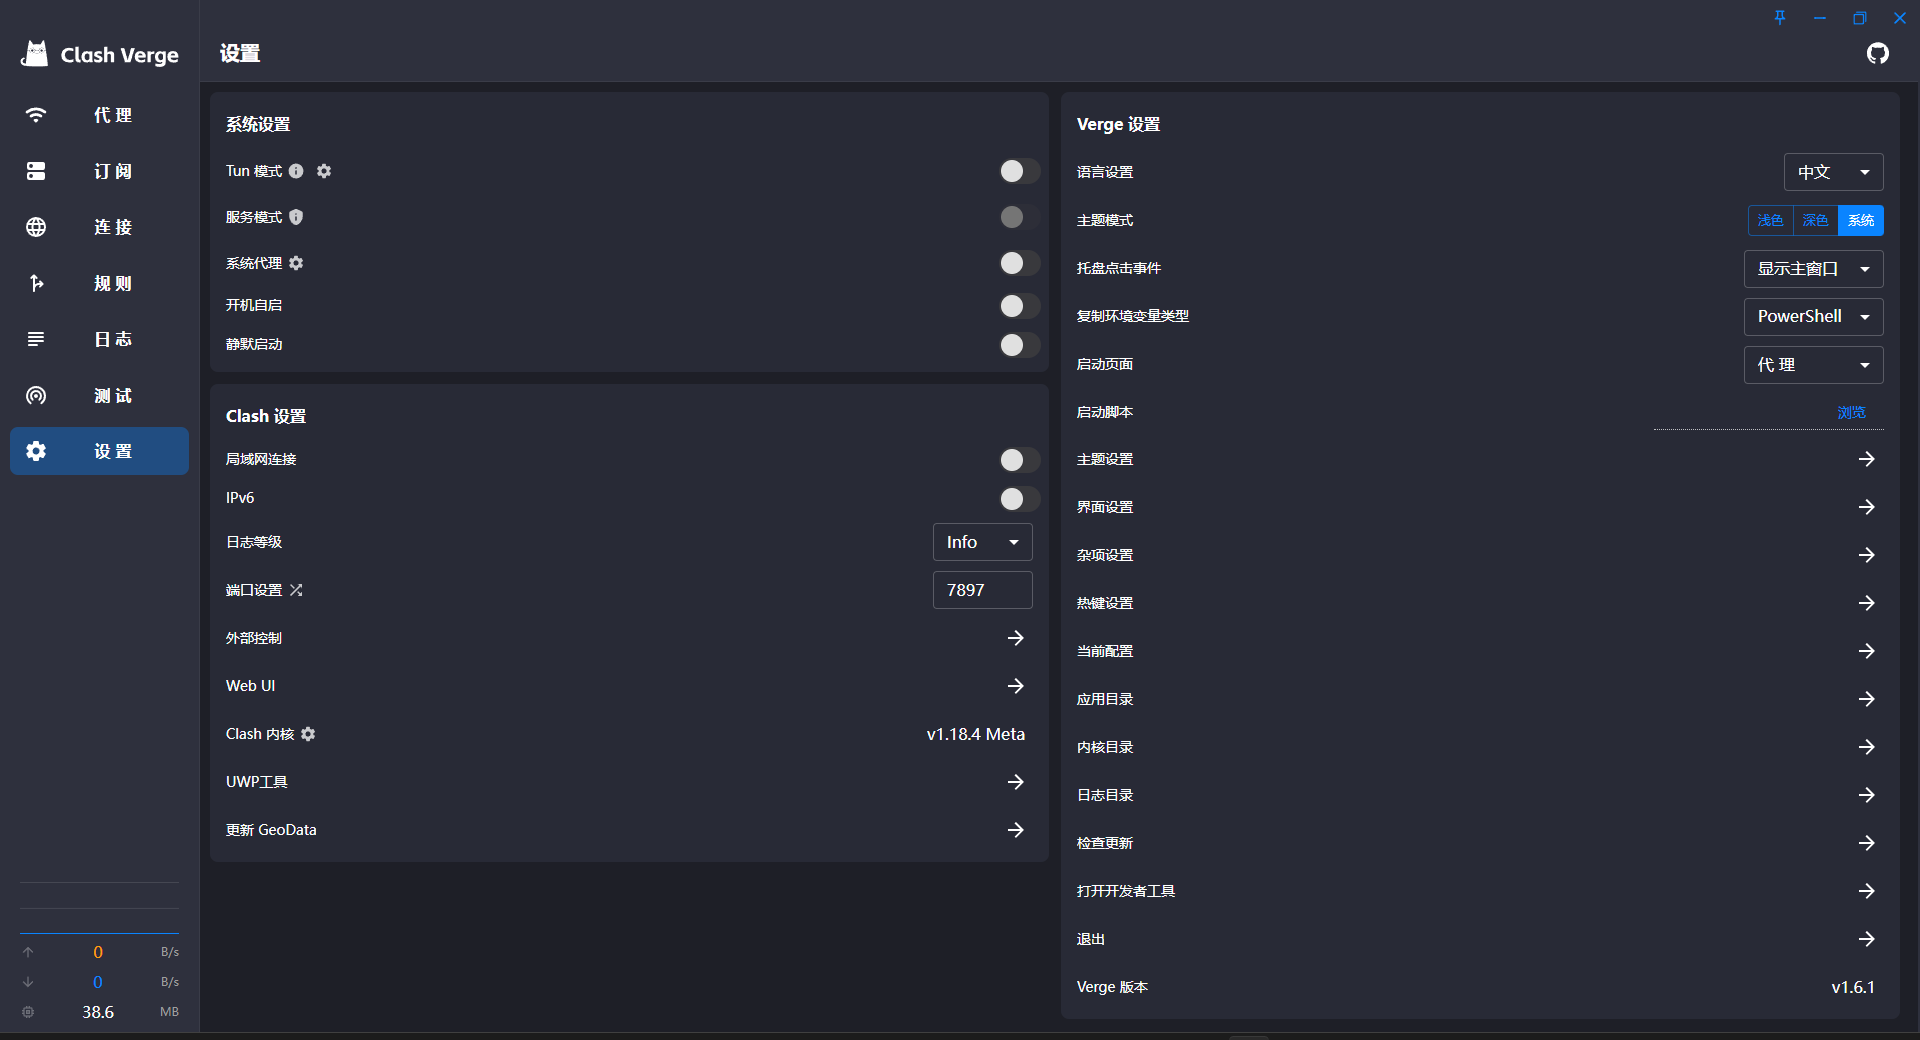 Clash Verge
代 理
订 阅
连 接
规 则
日 志
测 试
设 置
0 B/s
0 B/s
38.6 MB
设置
系统设置
Tun 模式
服务模式
系统代理
开机自启
静默启动
Clash 设置
局域网连接
IPv6
日志等级 Info
端口设置 7897
外部控制
Web UI
Clash 内核 v1.18.4 Meta
UWP工具
更新 GeoData
Verge 设置
语言设置 中文
主题模式 浅色 深色 系统
托盘点击事件 显示主窗口
复制环境变量类型 PowerShell
启动页面 代 理
启动脚本 浏览
主题设置
界面设置
杂项设置
热键设置
当前配置
应用目录
内核目录
日志目录
检查更新
打开开发者工具
退出
Verge 版本 v1.6.1